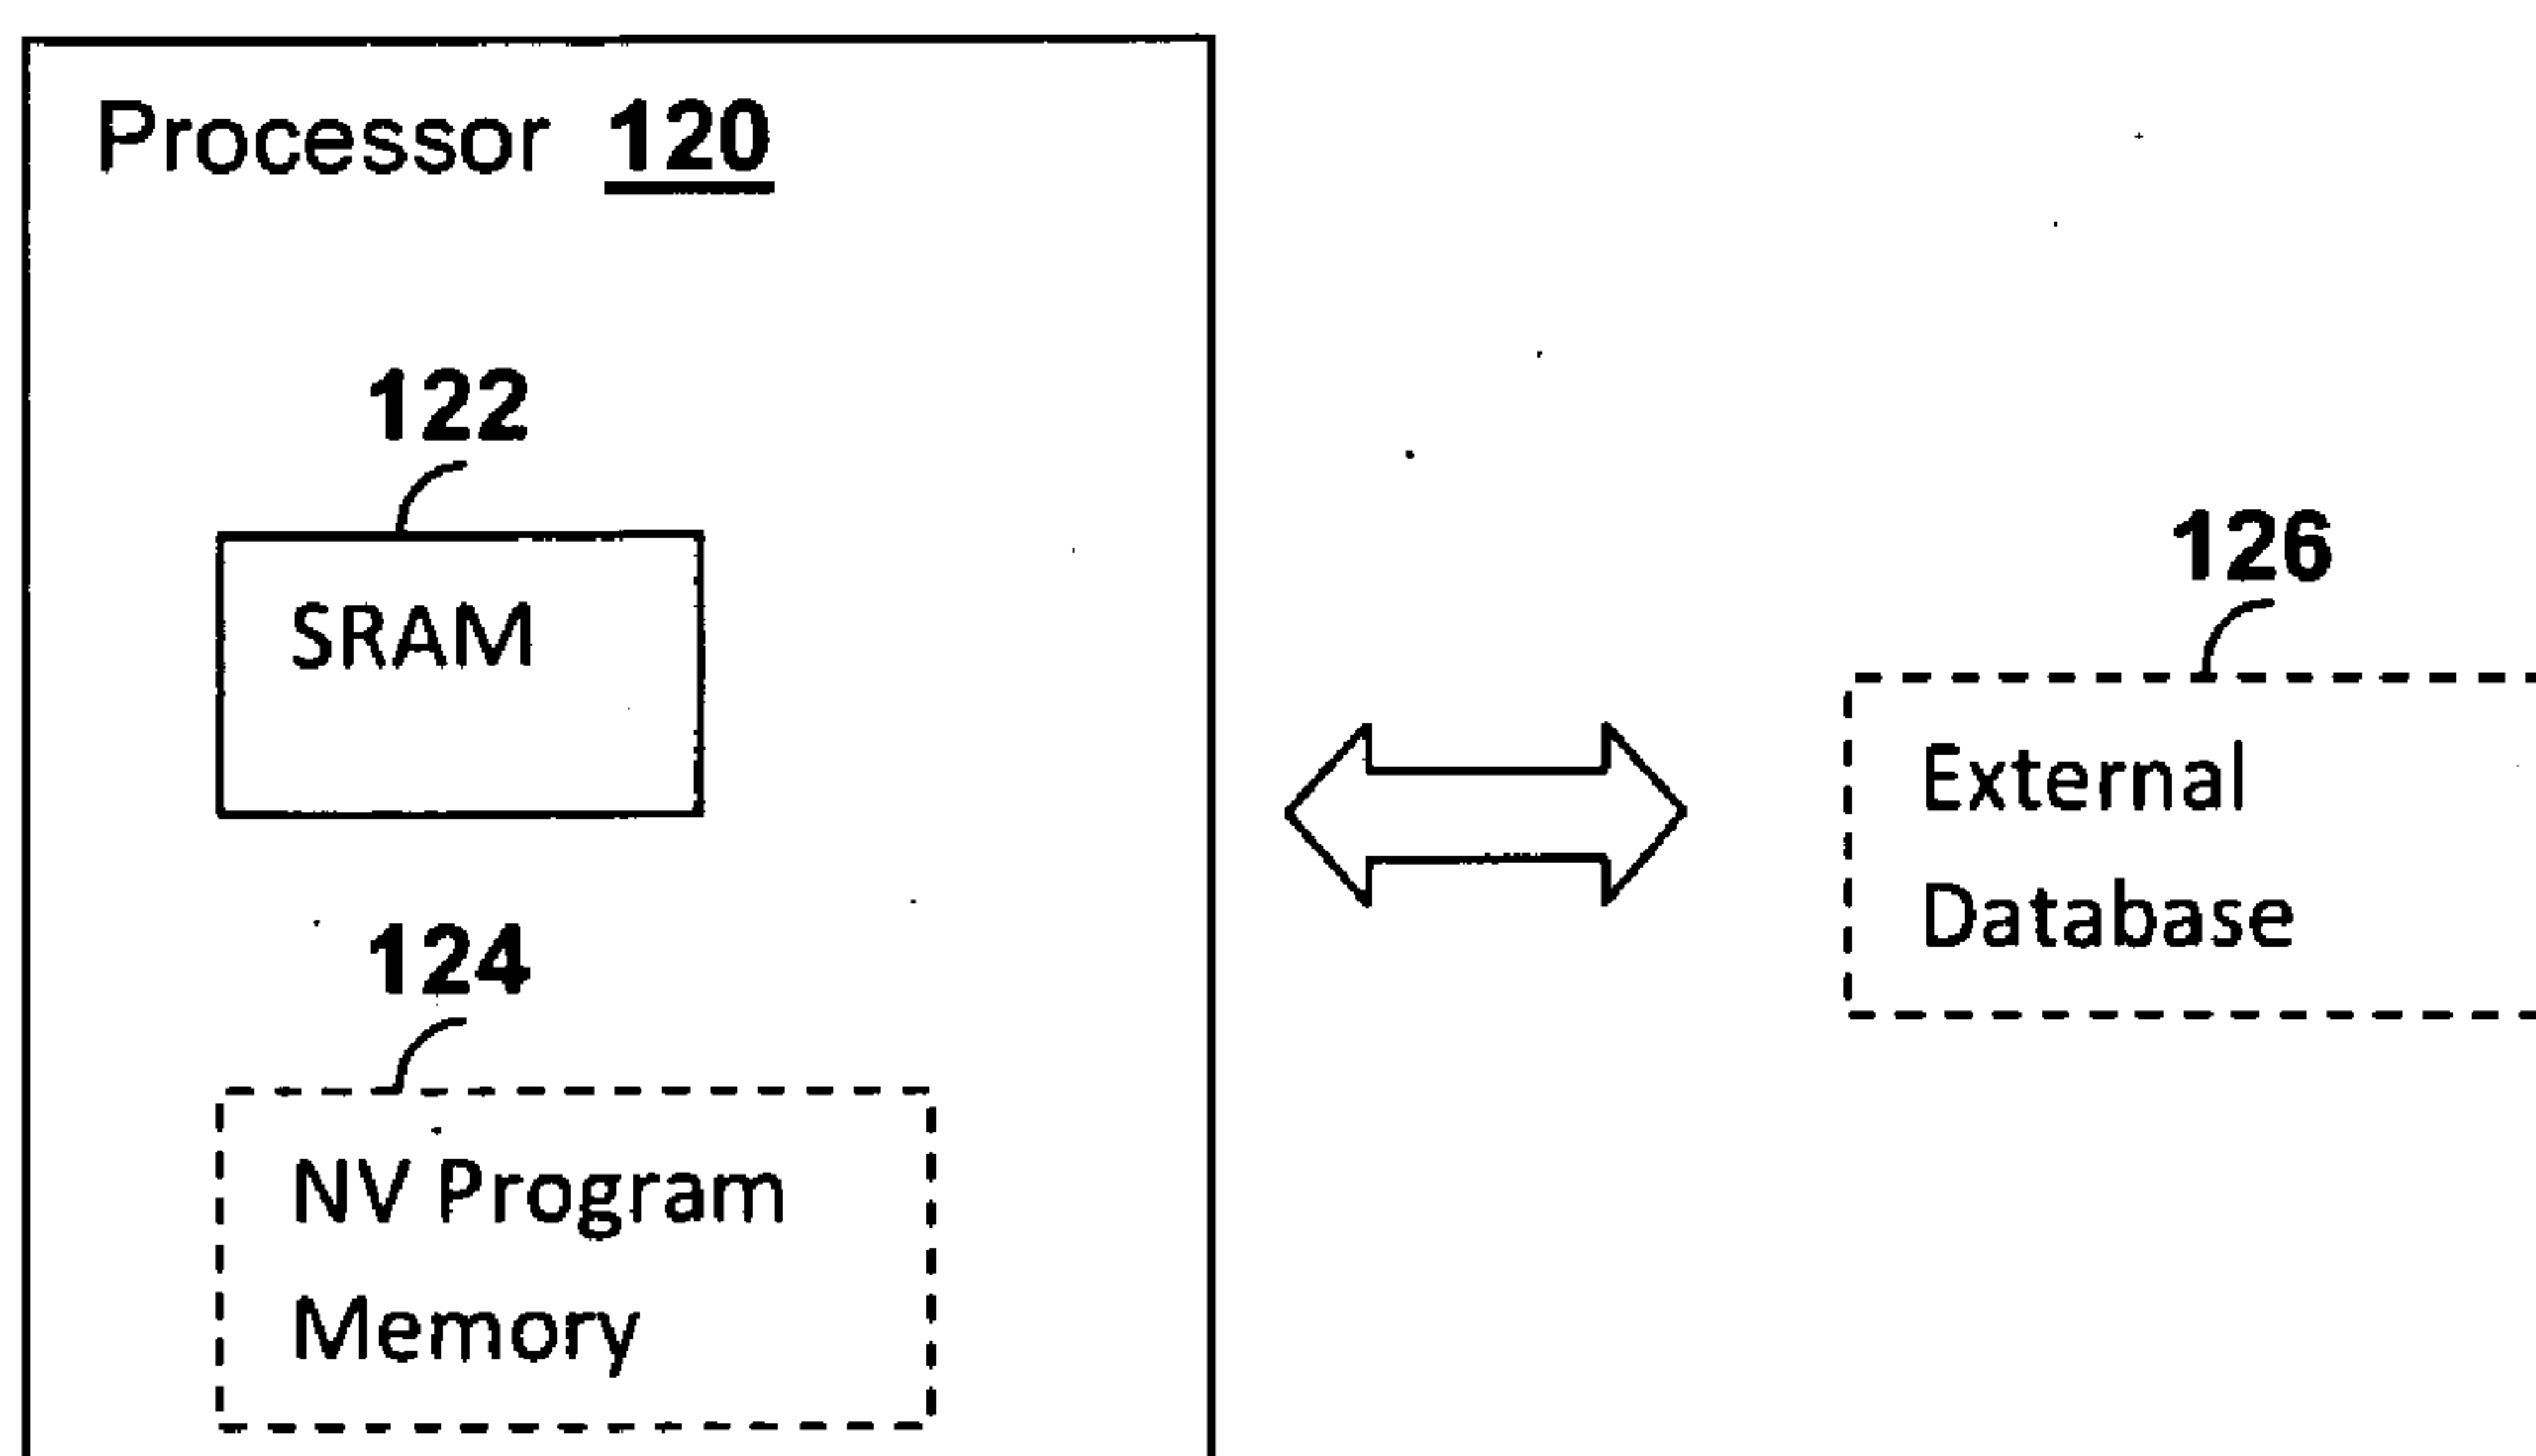 Processor 120
122
SRAM
126
External
Database
124
NV Program
Memory